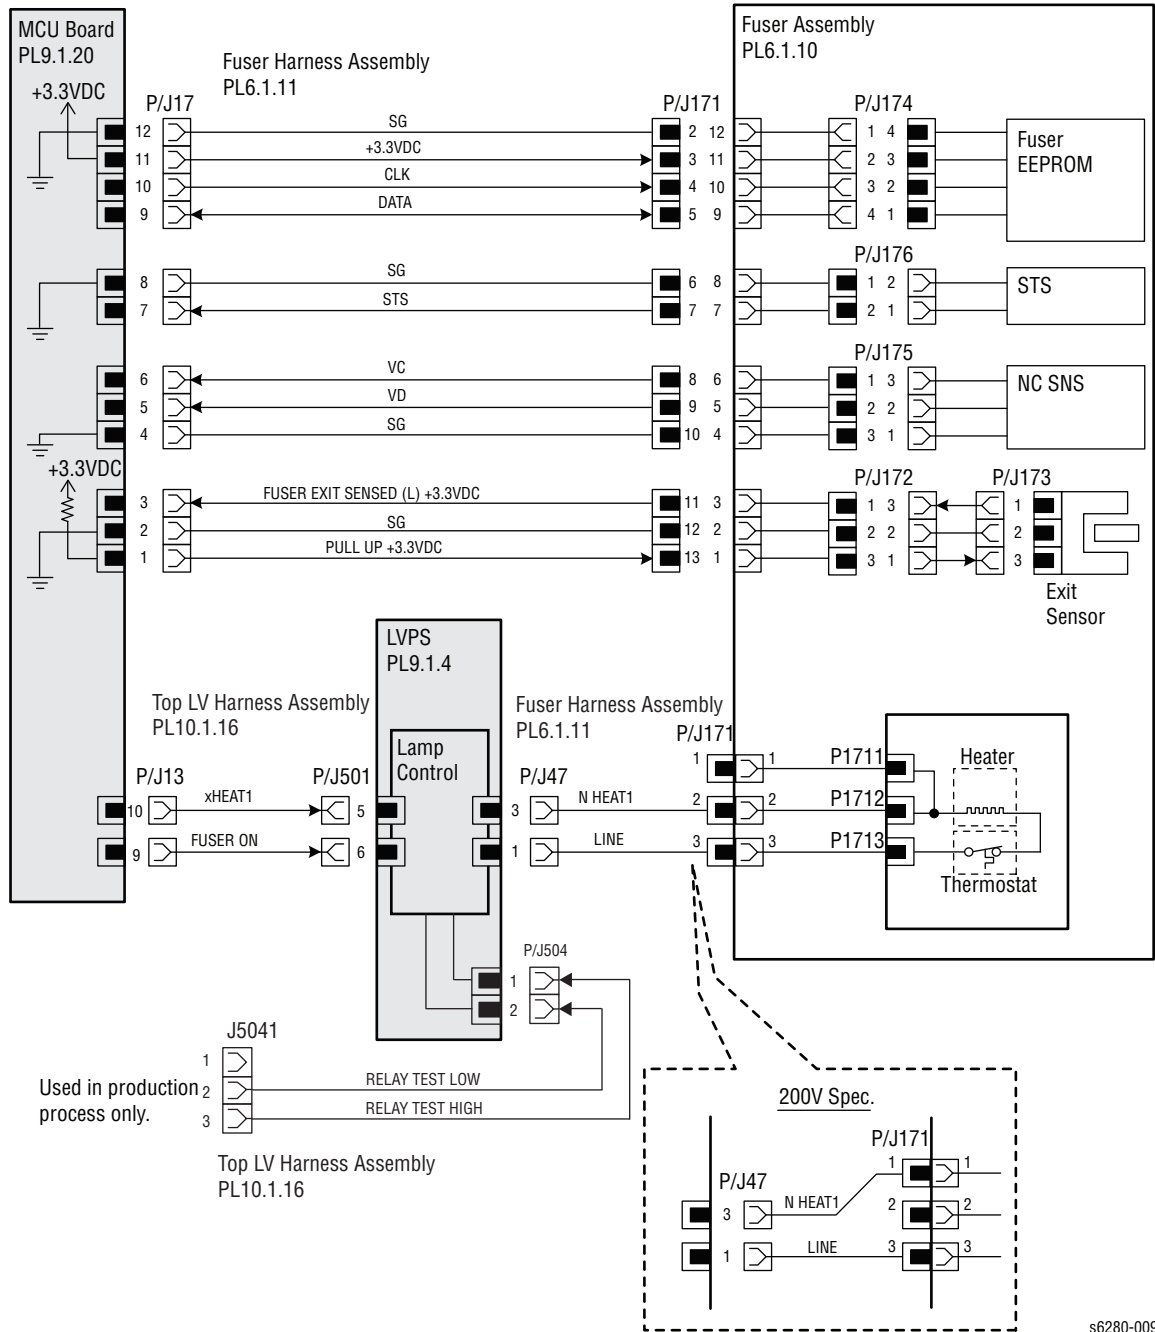 MCU Board
PL9.1.20
+3.3VDC
Fuser Harness Assembly
PL6.1.11
Fuser Assembly
PL6.1.10
P/J17
P/J171
P/J174
12 SG 2 12 1 4
11 +3.3VDC 3 11 2 3
10 CLK 4 10 3 2
9 DATA 5 9 4 1
Fuser
EEPROM
P/J176
8 SG 6 8 1 2
7 STS 7 7 2 1
STS
P/J175
6 VC 8 6 1 3
5 VD 9 5 2 2
4 SG 10 4 3 1
NC SNS
+3.3VDC
P/J172
P/J173
3 FUSER EXIT SENSED (L) +3.3VDC 11 3 1 3 1
2 SG 12 2 2 2 2
1 PULL UP +3.3VDC 13 1 3 1 3
Exit
Sensor
LVPS
PL9.1.4
Top LV Harness Assembly
PL10.1.16
Fuser Harness Assembly
PL6.1.11
P/J171
Lamp
Control
P/J13
P/J501
P/J47
1 1 P1711
Heater
10 xHEAT1 5 3 N HEAT1 2 2 P1712
9 FUSER ON 6 1 LINE 3 3 P1713
Thermostat
P/J504
1
2
J5041
1
Used in production
process only.
2 RELAY TEST LOW
3 RELAY TEST HIGH
Top LV Harness Assembly
PL10.1.16
200V Spec.
P/J171
P/J47
1 1
3 N HEAT1 2 2
1 LINE 3 3
s6280-009